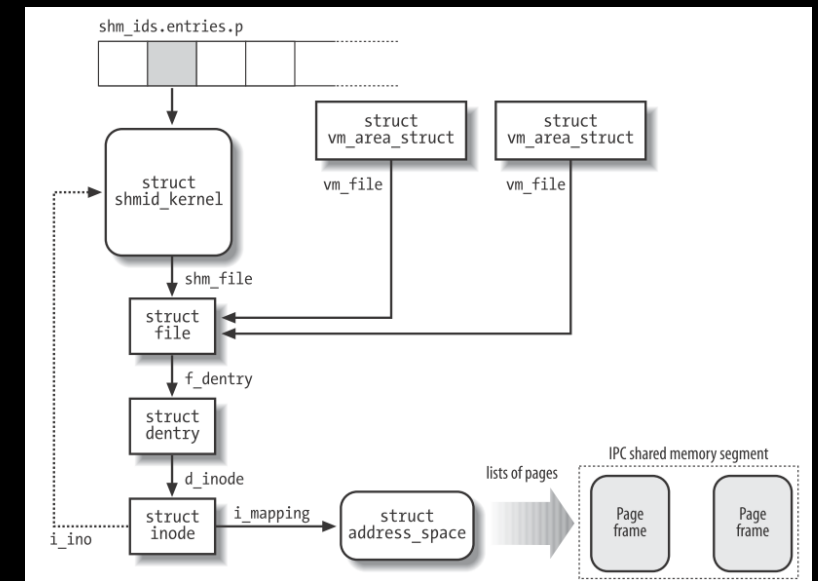 shm_ids.entries.p
struct
vm_area_struct
struct
vm_area_struct
struct
shmid_kernel
vm_file
vm_file
shm_file
struct
file
f_dentry
struct
dentry
d_inode
struct
inode
i_ino
i_mapping
struct
address_space
lists of pages
IPC shared memory segment
Page
frame
Page
frame